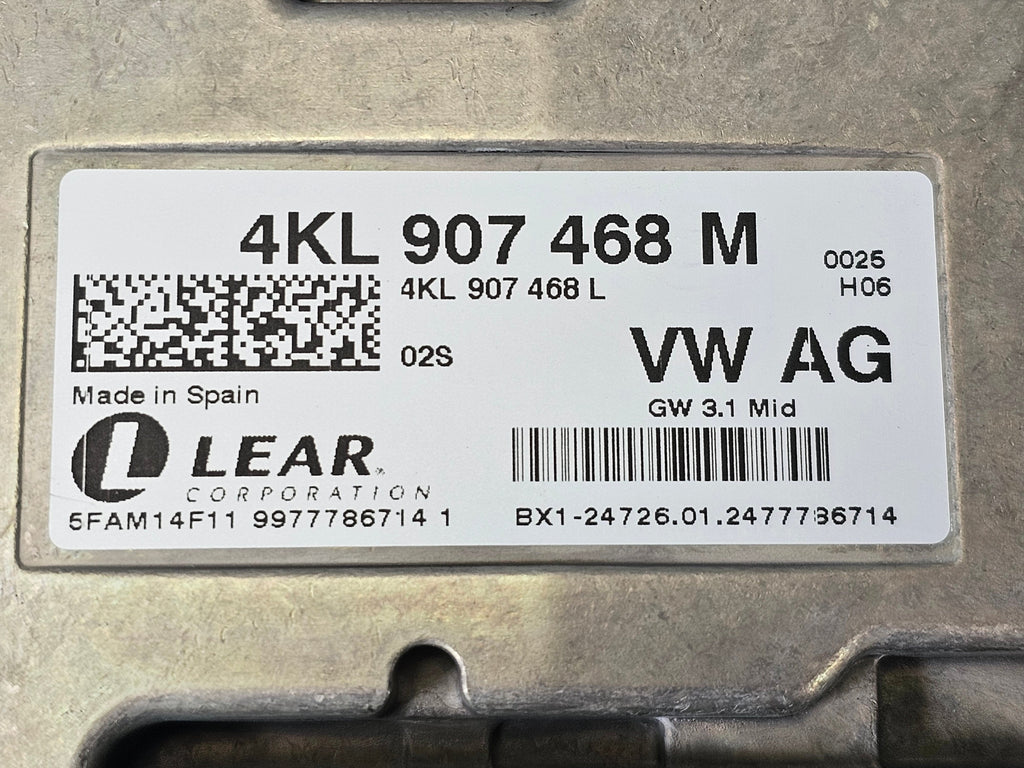 4KL 907 468 M
0025
4KL 907 468 L
H06
02S
VW AG
Made in Spain
GW 3.1 Mid
LEAR
CORPORATION
5FAM14F11 9977786714 1
BX1-24726.01.2477786714